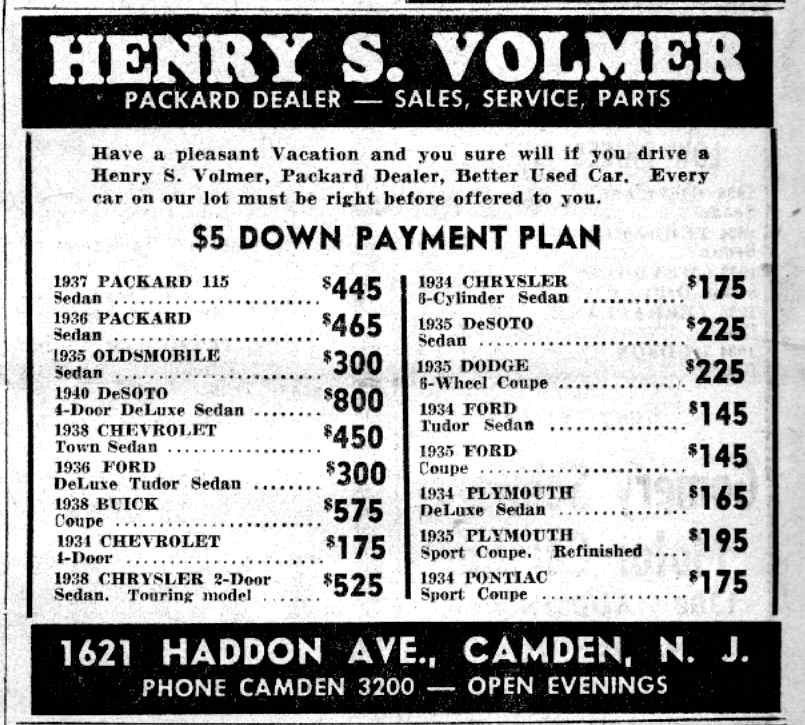 HENRY S. VOLMER
PACKARD DEALER — SALES, SERVICE, PARTS
Have a pleasant Vacation and you sure will if you drive a
Henry S. Volmer, Packard Dealer, Better Used Car. Every
car on our lot must be right before offered to you.
$5 DOWN PAYMENT PLAN
1937 PACKARD 115
Sedan ........................ $445
1936 PACKARD
Sedan ........................ $465
1935 OLDSMOBILE
Sedan ........................ $300
1940 DeSOTO
4-Door DeLuxe Sedan ........ $800
1938 CHEVROLET
Town Sedan .................. $450
1936 FORD
DeLuxe Tudor Sedan ........ $300
1938 BUICK
Coupe ........................ $575
1934 CHEVROLET
4-Door ....................... $175
1938 CHRYSLER 2-Door
Sedan. Touring model ....... $525
1934 CHRYSLER
6-Cylinder Sedan ............ $175
1935 DeSOTO
Sedan ........................ $225
1935 DODGE
6-Wheel Coupe ............... $225
1934 FORD
Tudor Sedan ................. $145
1935 FORD
Coupe ........................ $145
1934 PLYMOUTH
DeLuxe Sedan ................ $165
1935 PLYMOUTH
Sport Coupe. Refinished .... $195
1934 PONTIAC
Sport Coupe ................. $175
1621 HADDON AVE., CAMDEN, N. J.
PHONE CAMDEN 3200 — OPEN EVENINGS